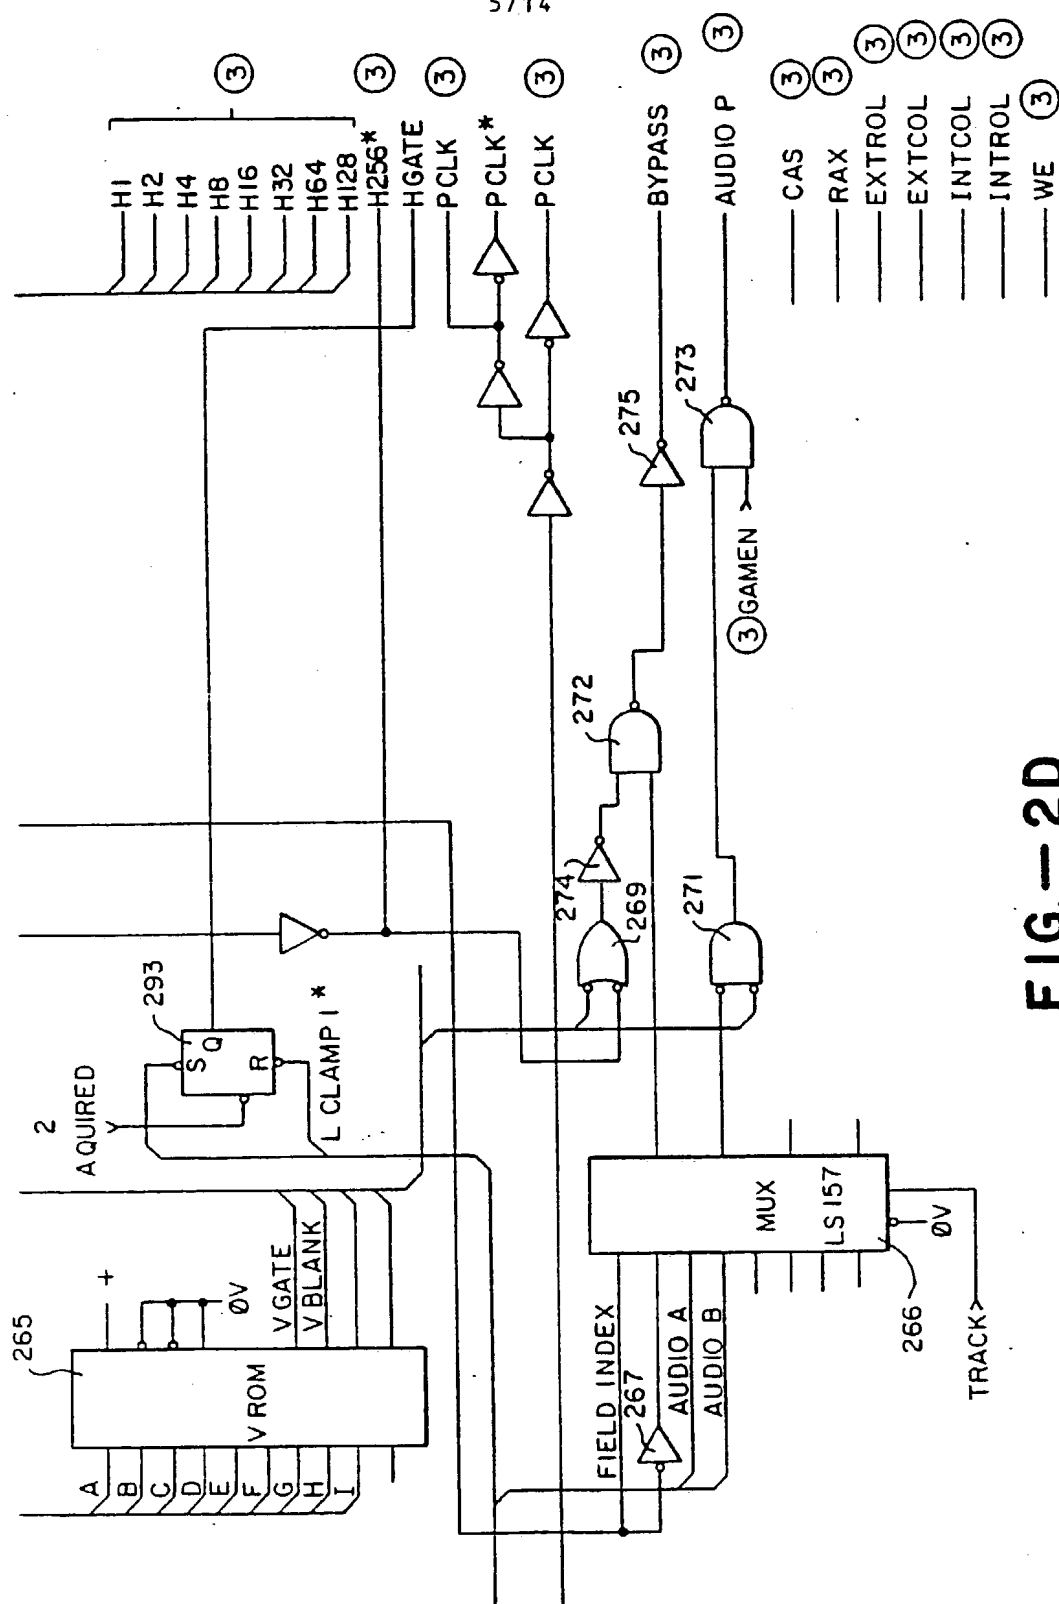 5/14
H1
H2
H4
H8
H16
H32
H64
H128
3
H256*
3
HGATE
PCLK
3
PCLK*
PCLK
3
BYPASS
3
AUDIO P
3
CAS 3
RAX 3
EXTROL 3
EXTCOL 3
INTCOL 3
INTROL 3
WE 3
275
273
3 GAMEN
272
274
269
271
293
S
Q
R
2
AQUIRED
L CLAMP 1*
265
+
0V
V ROM
V GATE
V BLANK
A
B
C
D
E
F
G
H
I
FIELD INDEX
267
AUDIO A
AUDIO B
MUX
LS 157
0V
266
TRACK
FIG.—2D